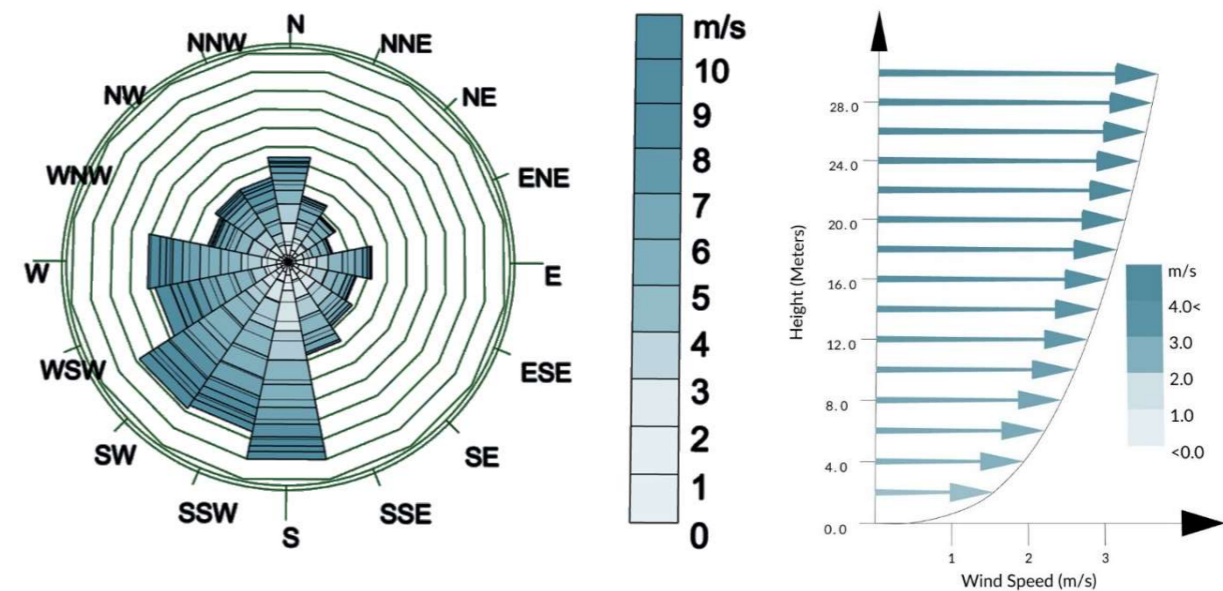 N
NNE
NE
ENE
E
ESE
SE
SSE
S
SSW
SW
WSW
W
WNW
NW
NNW
m/s
10
9
8
7
6
5
4
3
2
1
0
Height (Meters)
28.0
24.0
20.0
16.0
12.0
8.0
4.0
0.0
1 2 3
Wind Speed (m/s)
m/s
4.0<
3.0
2.0
1.0
<0.0